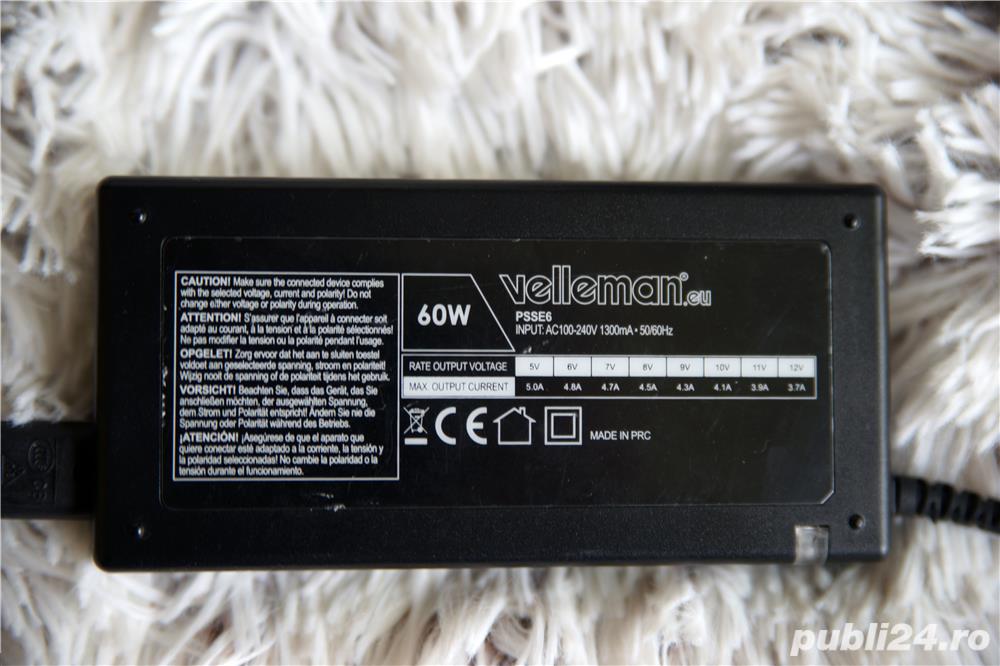 CAUTION! Make sure the connected device complies
with the selected voltage, current and polarity! Do not
change either voltage or polarity during operation.
ATTENTION! S'assurer que l'appareil à connecter soit
adapté au courant, à la tension et à la polarité sélectionnés!
Ne pas modifier la tension ou la polarité pendant l'usage.
OPGELET! Zorg ervoor dat het aan te sluiten toestel
voldoet aan geselecteerde spanning, stroom en polariteit!
Wijzig nooit de spanning of de polariteit tijdens het gebruik.
VORSICHT! Beachten Sie, dass das Gerät, das Sie
anschließen möchten, der ausgewählten Spannung,
dem Strom und Polarität entspricht! Ändern Sie nie die
Spannung oder Polarität während des Betriebs.
¡ATENCIÓN! ¡Asegúrese de que el aparato que
quiere conectar esté adaptado a la corriente, la tensión y
la polaridad seleccionadas! No cambie la polaridad o la
tensión durante el funcionamiento.
60W
velleman®.eu
PSSE6
INPUT: AC100-240V 1300mA • 50/60Hz
RATE OUTPUT VOLTAGE 5V 6V 7V 8V 9V 10V 11V 12V
MAX. OUTPUT CURRENT 5.0A 4.8A 4.7A 4.5A 4.3A 4.1A 3.9A 3.7A
CE
MADE IN PRC
publi24.ro